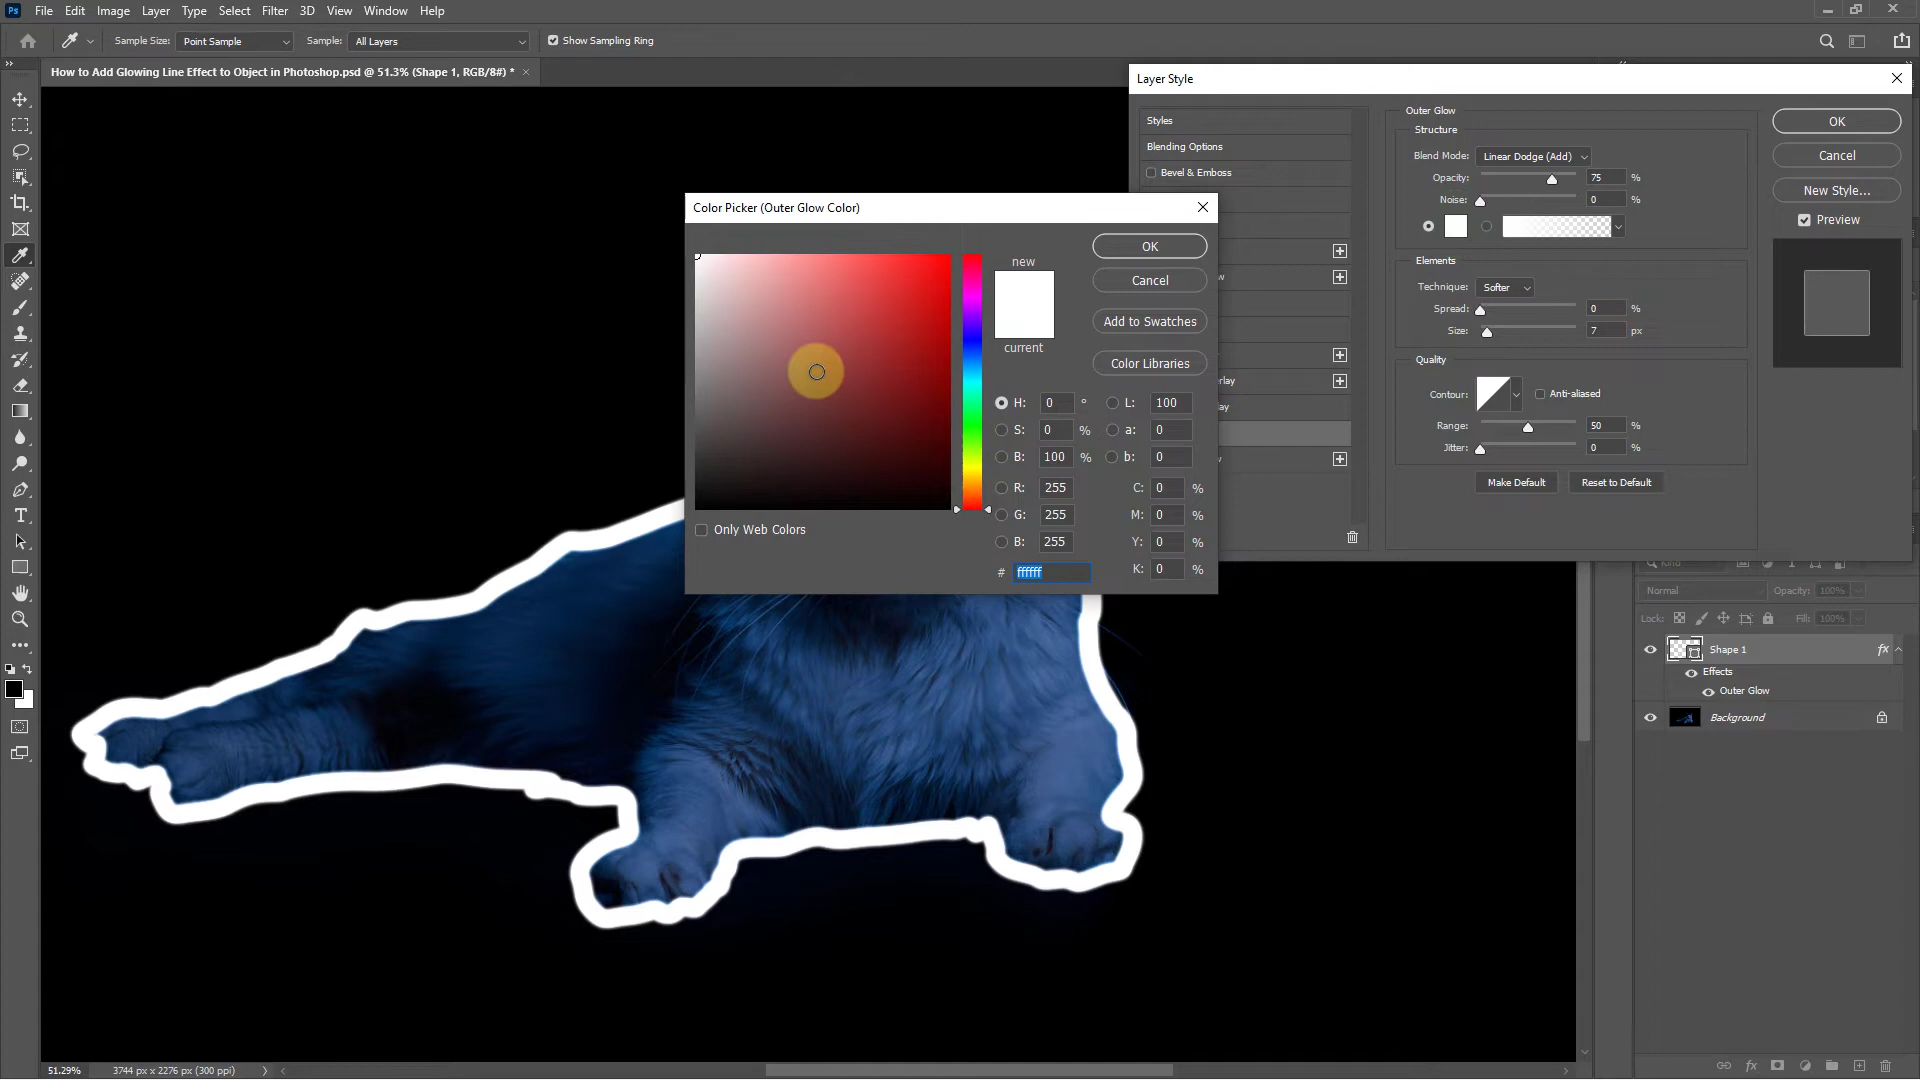 Ps File Edit Image Layer Type Select Filter 3D View Window Help
Sample Size: Point Sample Sample: All Layers Show Sampling Ring
How to Add Glowing Line Effect to Object in Photoshop.psd @ 51.3% (Shape 1, RGB/8#) *
Layer Style
Styles
Blending Options
Bevel & Emboss
w
rlay
ay
w
Outer Glow
Structure
Blend Mode: Linear Dodge (Add)
Opacity: 75 %
Noise: 0 %
Elements
Technique: Softer
Spread: 0 %
Size: 7 px
Quality
Contour: Anti-aliased
Range: 50 %
Jitter: 0 %
Make Default Reset to Default
OK
Cancel
New Style...
Preview
Color Picker (Outer Glow Color)
new
current
OK
Cancel
Add to Swatches
Color Libraries
H: 0 ° L: 100
S: 0 % a: 0
B: 100 % b: 0
R: 255 C: 0 %
G: 255 M: 0 %
B: 255 Y: 0 %
# ffffff K: 0 %
Only Web Colors
Kind
Normal Opacity: 100%
Lock: Fill: 100%
Shape 1 fx
Effects
Outer Glow
Background
51.29% 3744 px x 2276 px (300 ppi)
fx